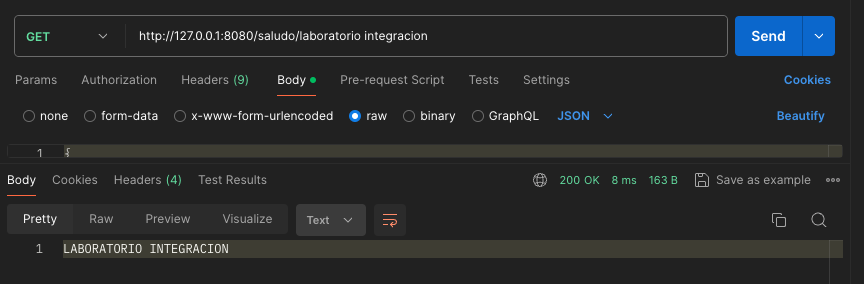 GET http://127.0.0.1:8080/saludo/laboratorio integracion Send
Params Authorization Headers (9) Body Pre-request Script Tests Settings Cookies
none form-data x-www-form-urlencoded raw binary GraphQL JSON Beautify
1 {
Body Cookies Headers (4) Test Results 200 OK 8 ms 163 B Save as example
Pretty Raw Preview Visualize Text
1 LABORATORIO INTEGRACION